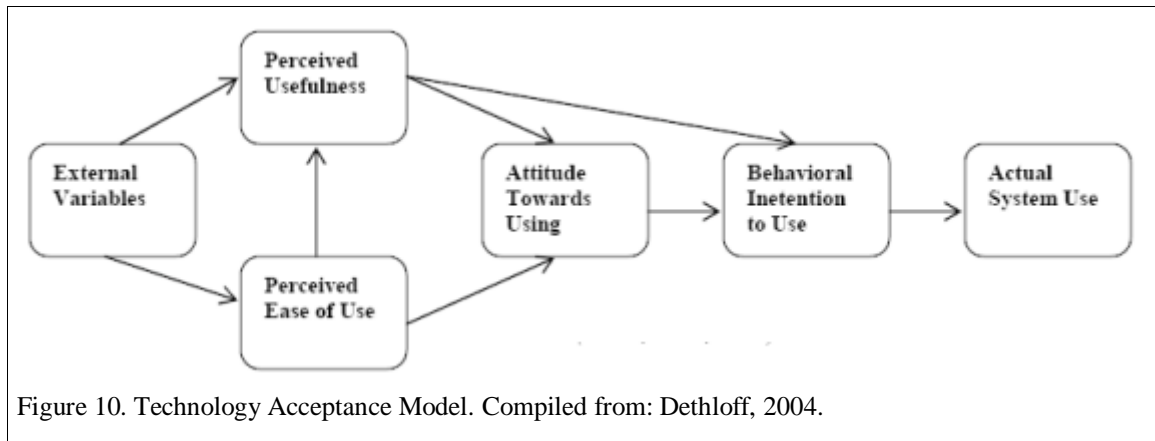 Perceived
Usefulness
External
Variables
Attitude
Towards
Using
Behavioral
Inetention
to Use
Actual
System Use
Perceived
Ease of Use
Figure 10. Technology Acceptance Model. Compiled from: Dethloff, 2004.